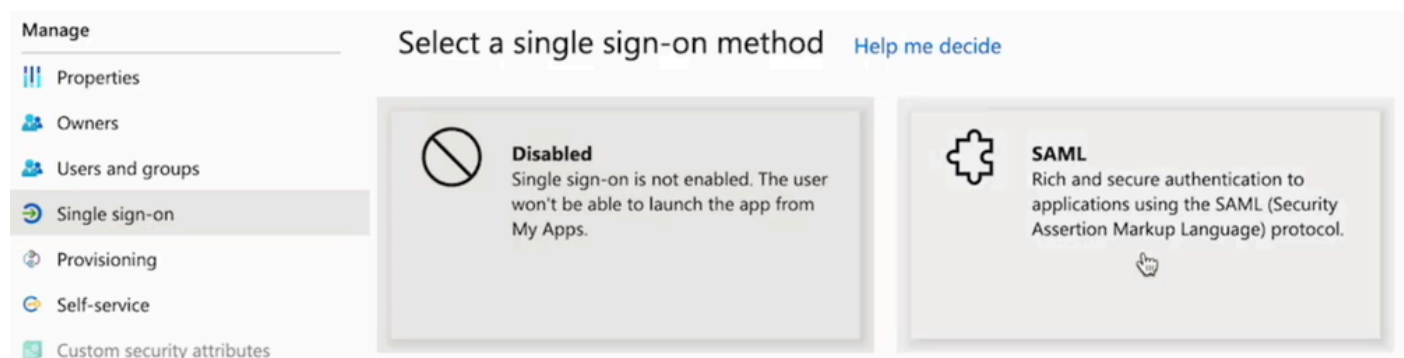 Manage
Properties
Owners
Users and groups
Single sign-on
Provisioning
Self-service
Custom security attributes
Select a single sign-on method
Help me decide
Disabled
Single sign-on is not enabled. The user
won't be able to launch the app from
My Apps.
SAML
Rich and secure authentication to
applications using the SAML (Security
Assertion Markup Language) protocol.